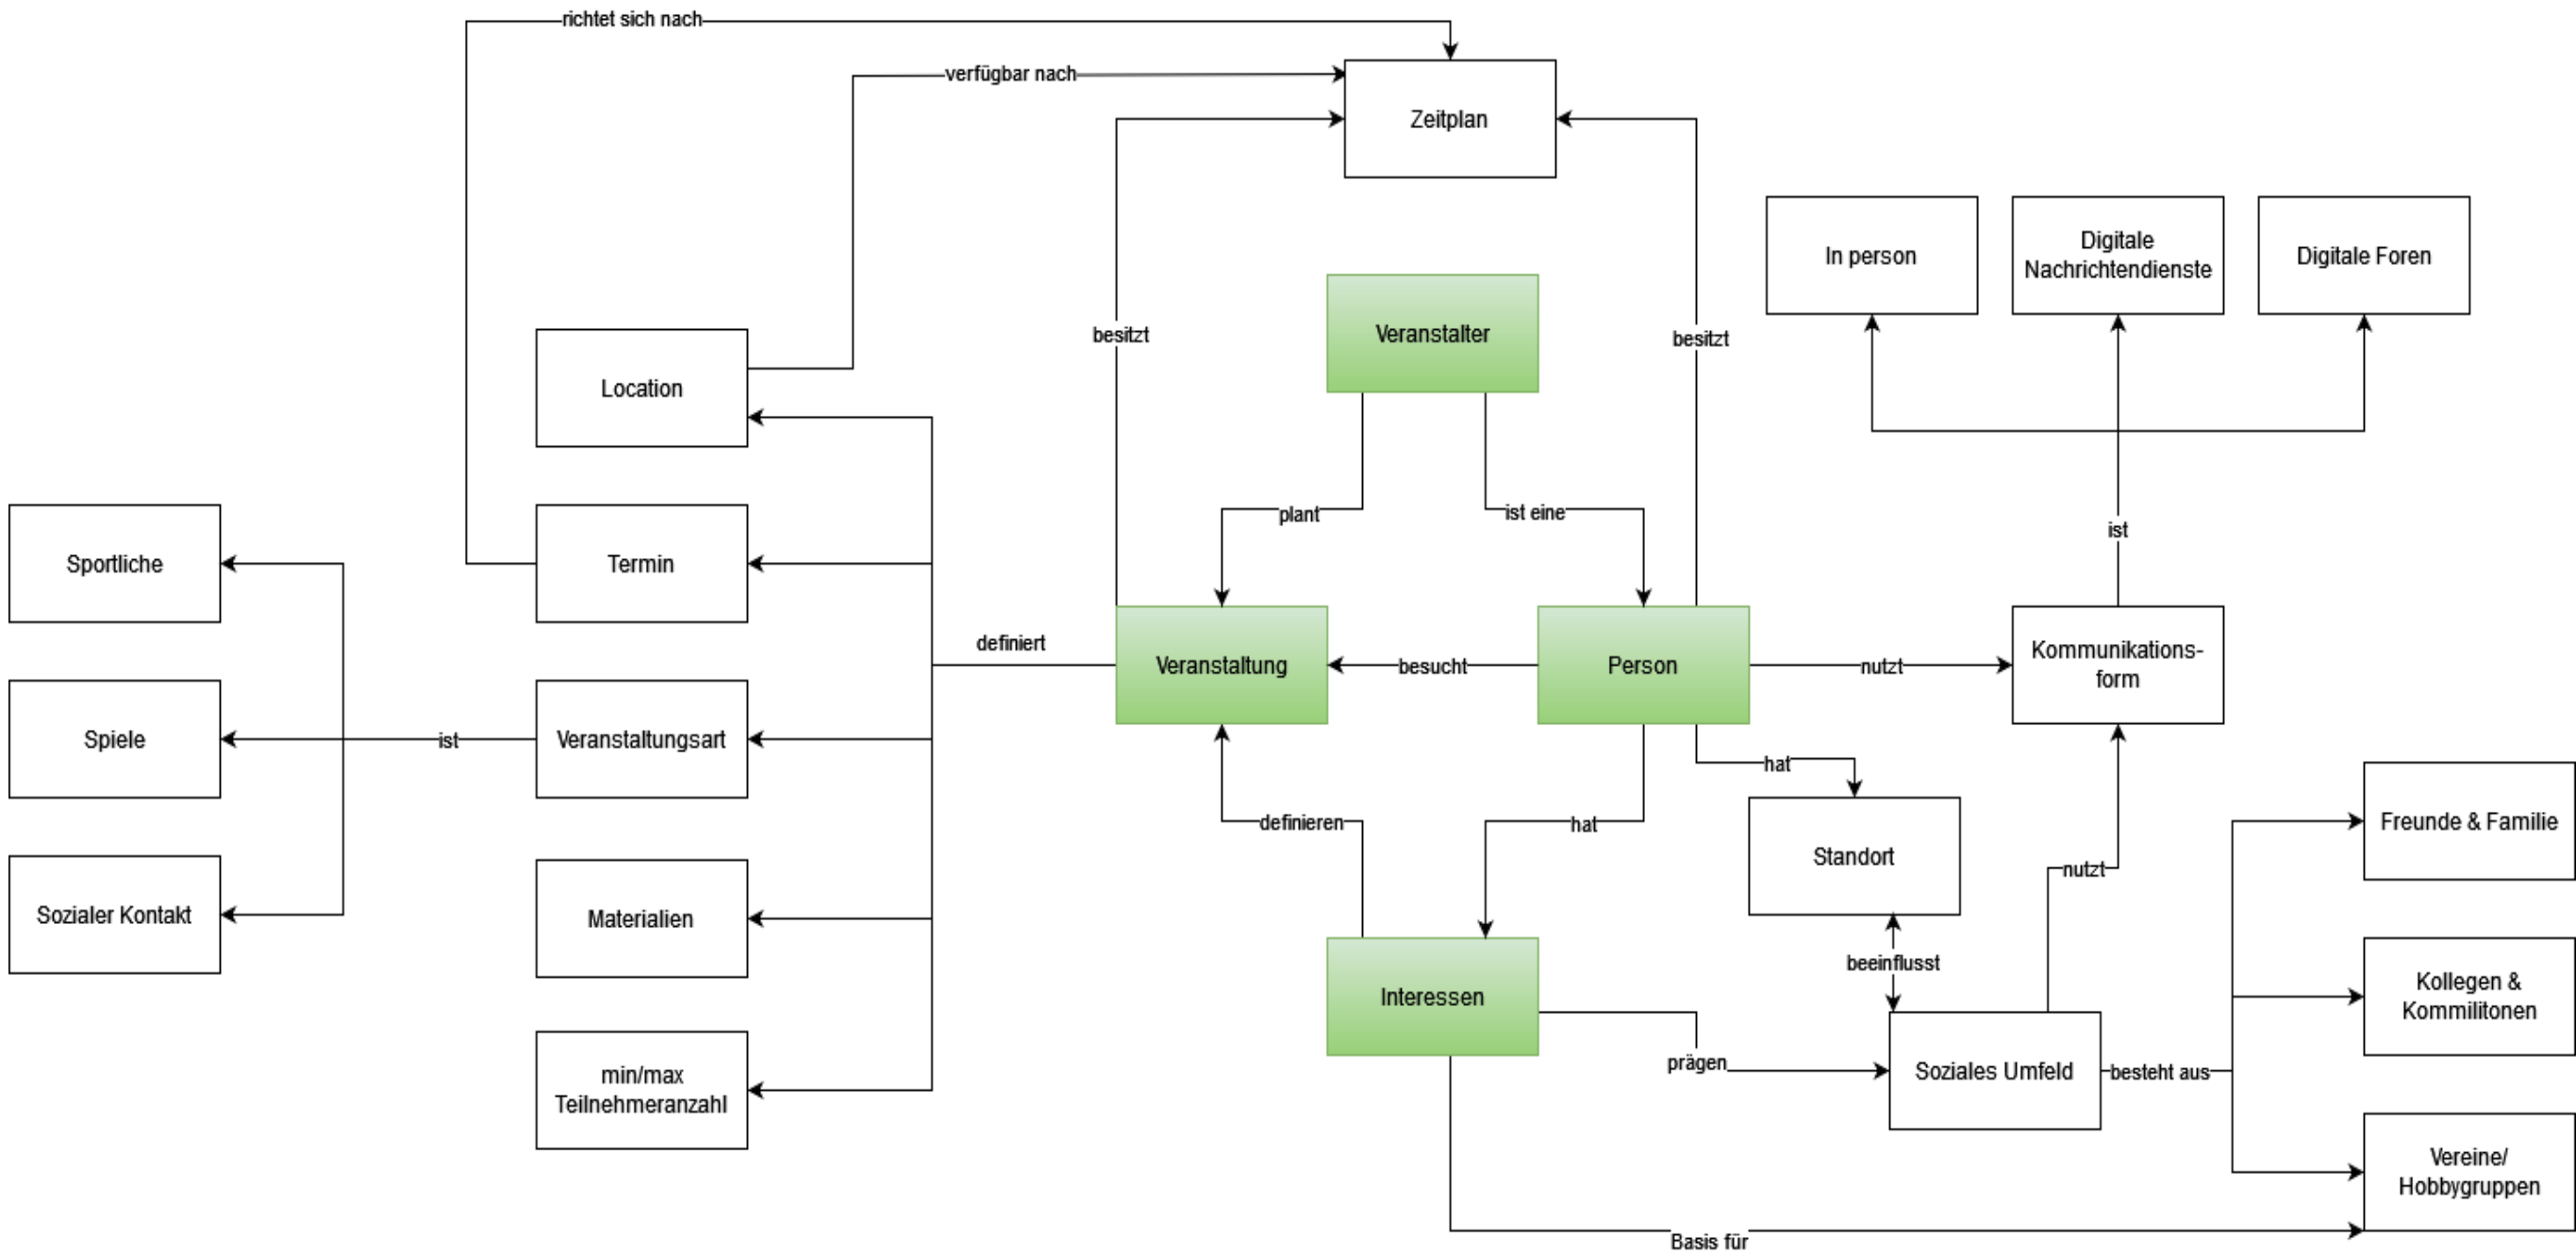 richtet sich nach
verfügbar nach
Zeitplan
In person
Digitale
Nachrichtendienste
Digitale Foren
besitzt
Veranstalter
besitzt
Location
plant
ist eine
ist
Sportliche
Termin
definiert
Veranstaltung
besucht
Person
nutzt
Kommunikations-
form
Spiele
ist
Veranstaltungsart
hat
definieren
hat
Standort
nutzt
Freunde & Familie
Sozialer Kontakt
Materialien
beeinflusst
Interessen
Kollegen &
Kommilitonen
prägen
Soziales Umfeld
besteht aus
min/max
Teilnehmeranzahl
Vereine/
Hobbygruppen
Basis für